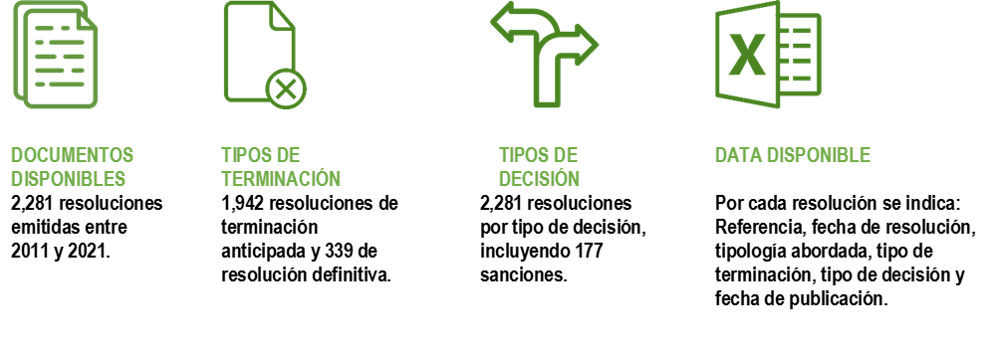 X
DOCUMENTOS
DISPONIBLES
2,281 resoluciones
emitidas entre
2011 y 2021.
TIPOS DE
TERMINACIÓN
1,942 resoluciones de
terminación
anticipada y 339 de
resolución definitiva.
TIPOS DE
DECISIÓN
2,281 resoluciones
por tipo de decisión,
incluyendo 177
sanciones.
DATA DISPONIBLE
Por cada resolución se indica:
Referencia, fecha de resolución,
tipología abordada, tipo de
terminación, tipo de decisión y
fecha de publicación.